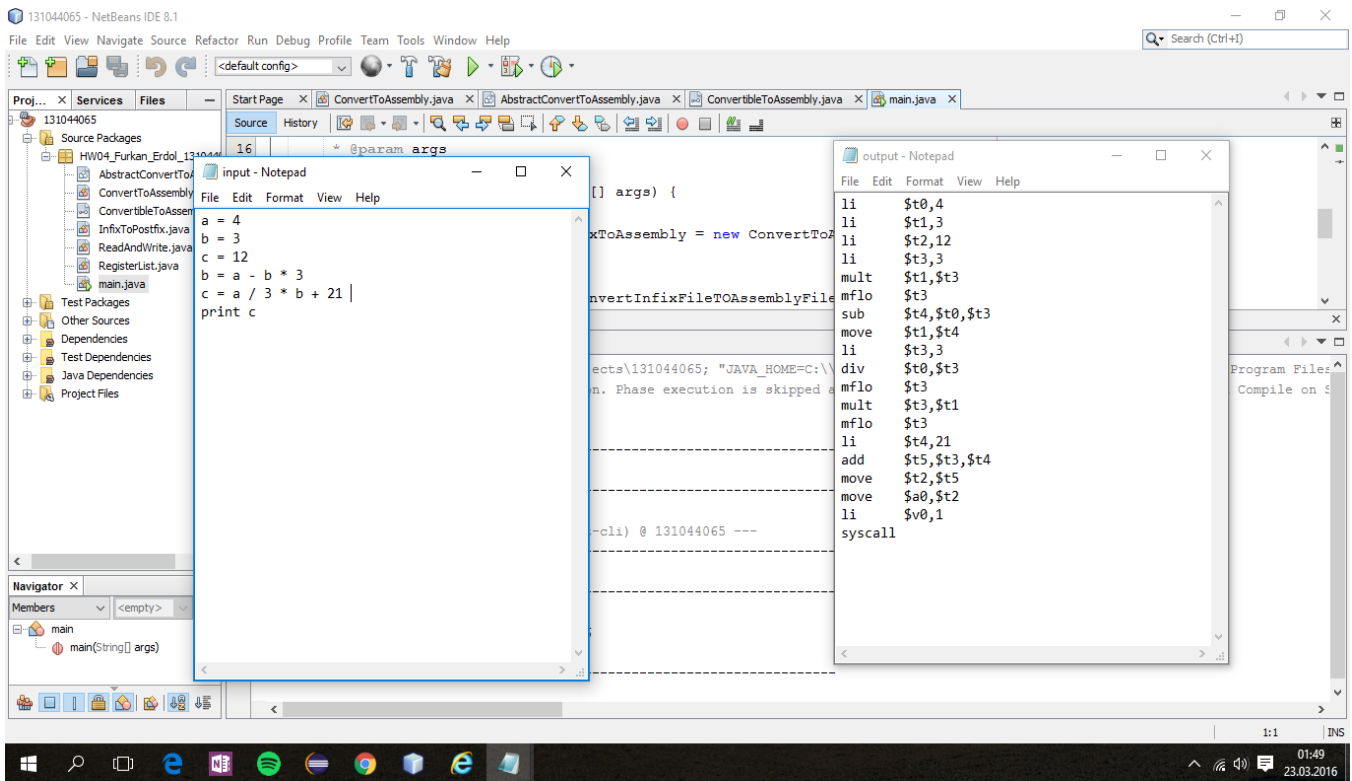 131044065 - NetBeans IDE 8.1
File Edit View Navigate Source Refactor Run Debug Profile Team Tools Window Help
Search (Ctrl+I)
<default config>
Proj... Services Files
Start Page ConvertToAssembly.java AbstractConvertToAssembly.java ConvertibleToAssembly.java main.java
Source History
131044065
Source Packages
HW04_Furkan_Erdol_131044
AbstractConvertToA
ConvertToAssembly
ConvertibleToAssem
InfixToPostfix.java
ReadAndWrite.java
RegisterList.java
main.java
Test Packages
Other Sources
Dependencies
Test Dependencies
Java Dependencies
Project Files
16 * @param args
[] args) {
xToAssembly = new ConvertToA
nvertInfixFileTOAssemblyFile
ects\131044065; "JAVA_HOME=C:\\
Program Files
n. Phase execution is skipped a
Compile on S
-cli) @ 131044065 ---
input - Notepad
File Edit Format View Help
a = 4
b = 3
c = 12
b = a - b * 3
c = a / 3 * b + 21
print c
output - Notepad
File Edit Format View Help
li $t0,4
li $t1,3
li $t2,12
li $t3,3
mult $t1,$t3
mflo $t3
sub $t4,$t0,$t3
move $t1,$t4
li $t3,3
div $t0,$t3
mflo $t3
mult $t3,$t1
mflo $t3
li $t4,21
add $t5,$t3,$t4
move $t2,$t5
move $a0,$t2
li $v0,1
syscall
Navigator
Members <empty>
main
main(String[] args)
1:1 INS
01:49
23.03.2016